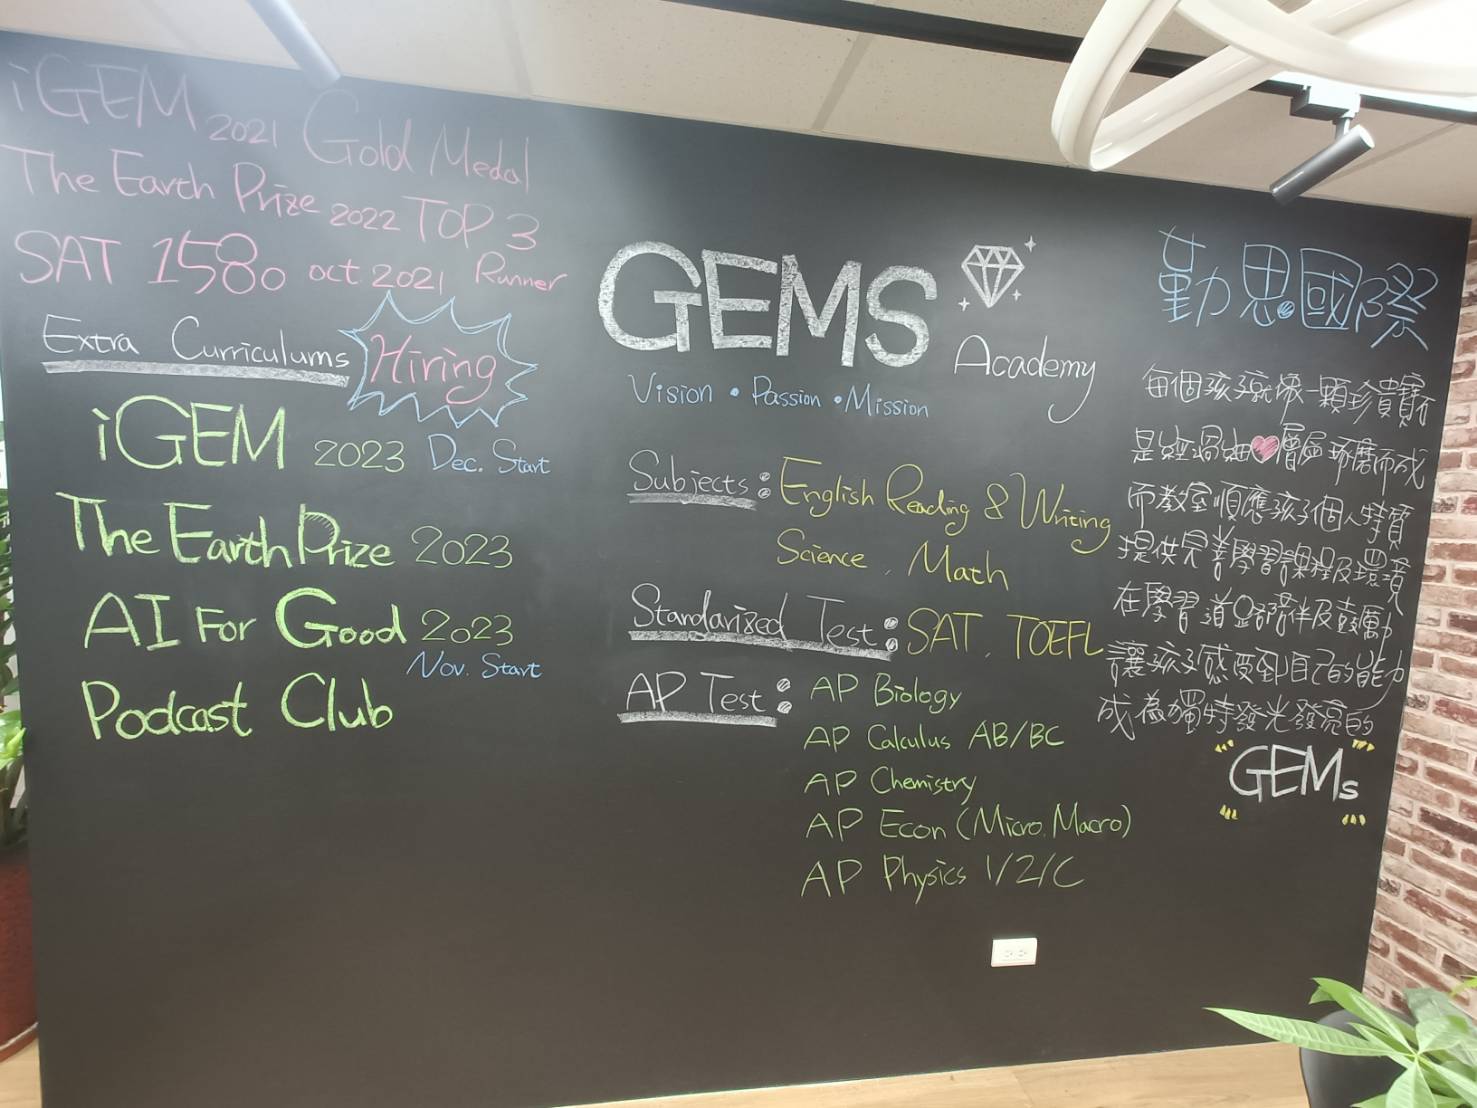 iGEM 2021 Gold Medal
The Earth Prize 2022 TOP 3
SAT 1580 oct 2021 Runner
Extra Curriculums Hiring
iGEM 2023 Dec. Start
The Earth Prize 2023
AI For Good 2023
Nov. Start
Podcast Club
GEMS
Academy
Vision • Passion • Mission
Subjects: English Reading & Writing
Science, Math
Standarized Test: SAT, TOEFL
AP Test: AP Biology
AP Calculus AB/BC
AP Chemistry
AP Econ (Micro, Macro)
AP Physics 1/2/C
勤思國際
每個孩子就像一顆珍貴寶石
是經過細♥層層琢磨而成
而教室順應孩子個人特質
提供完善學習課程及環境
在學習道路陪伴及鼓勵
讓孩子感受到自己的能力
成為獨特發光發亮的
GEMs